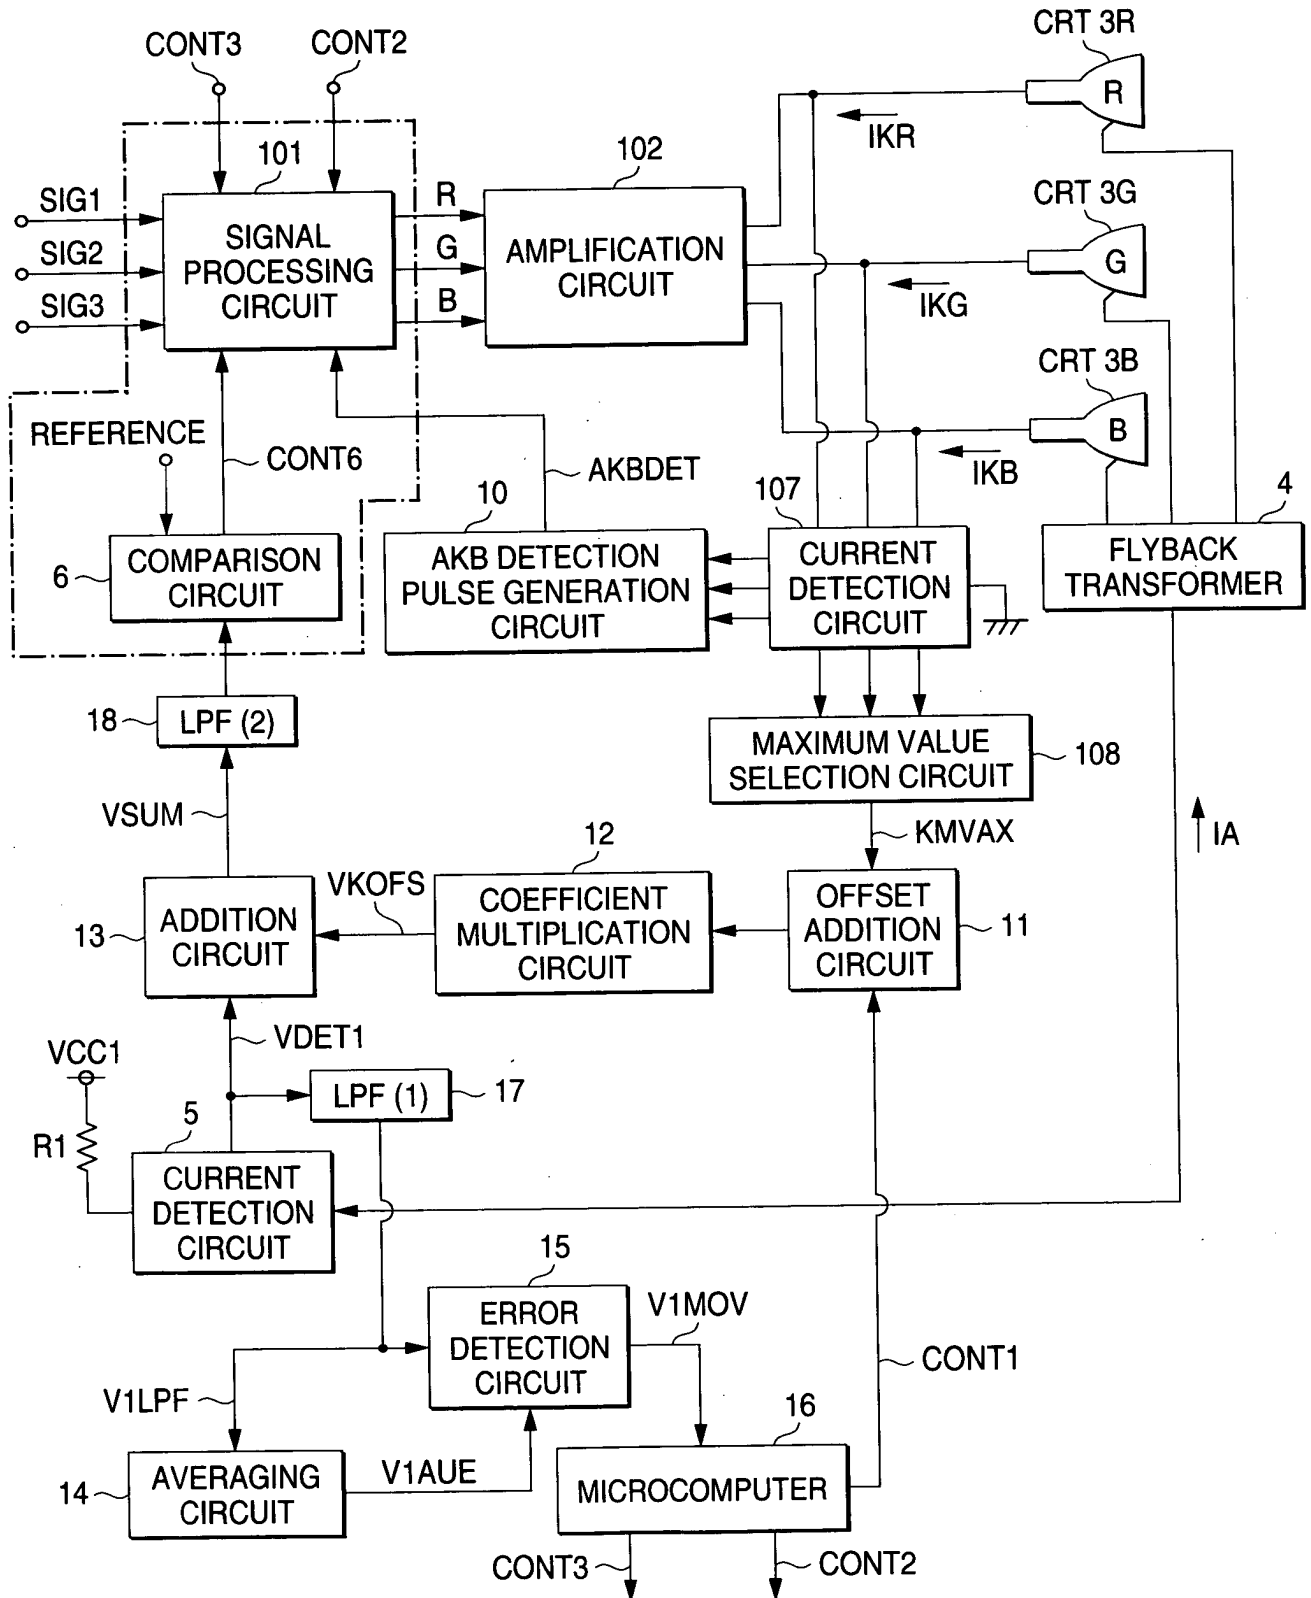 CRT 3R
CONT3
CONT2
R
IKR
101
102
SIG1
SIG2
SIG3
SIGNAL
PROCESSING
CIRCUIT
R
G
B
AMPLIFICATION
CIRCUIT
CRT 3G
G
IKG
CRT 3B
B
IKB
REFERENCE
CONT6
AKBDET
107
10
4
6
COMPARISON
CIRCUIT
AKB DETECTION
PULSE GENERATION
CIRCUIT
CURRENT
DETECTION
CIRCUIT
FLYBACK
TRANSFORMER
18
LPF (2)
MAXIMUM VALUE
SELECTION CIRCUIT
108
VSUM
KMVAX
IA
12
VKOFS
13
ADDITION
CIRCUIT
COEFFICIENT
MULTIPLICATION
CIRCUIT
OFFSET
ADDITION
CIRCUIT
11
VDET1
VCC1
LPF (1)
17
R1
5
CURRENT
DETECTION
CIRCUIT
15
ERROR
DETECTION
CIRCUIT
V1MOV
CONT1
V1LPF
16
14
AVERAGING
CIRCUIT
V1AUE
MICROCOMPUTER
CONT3
CONT2